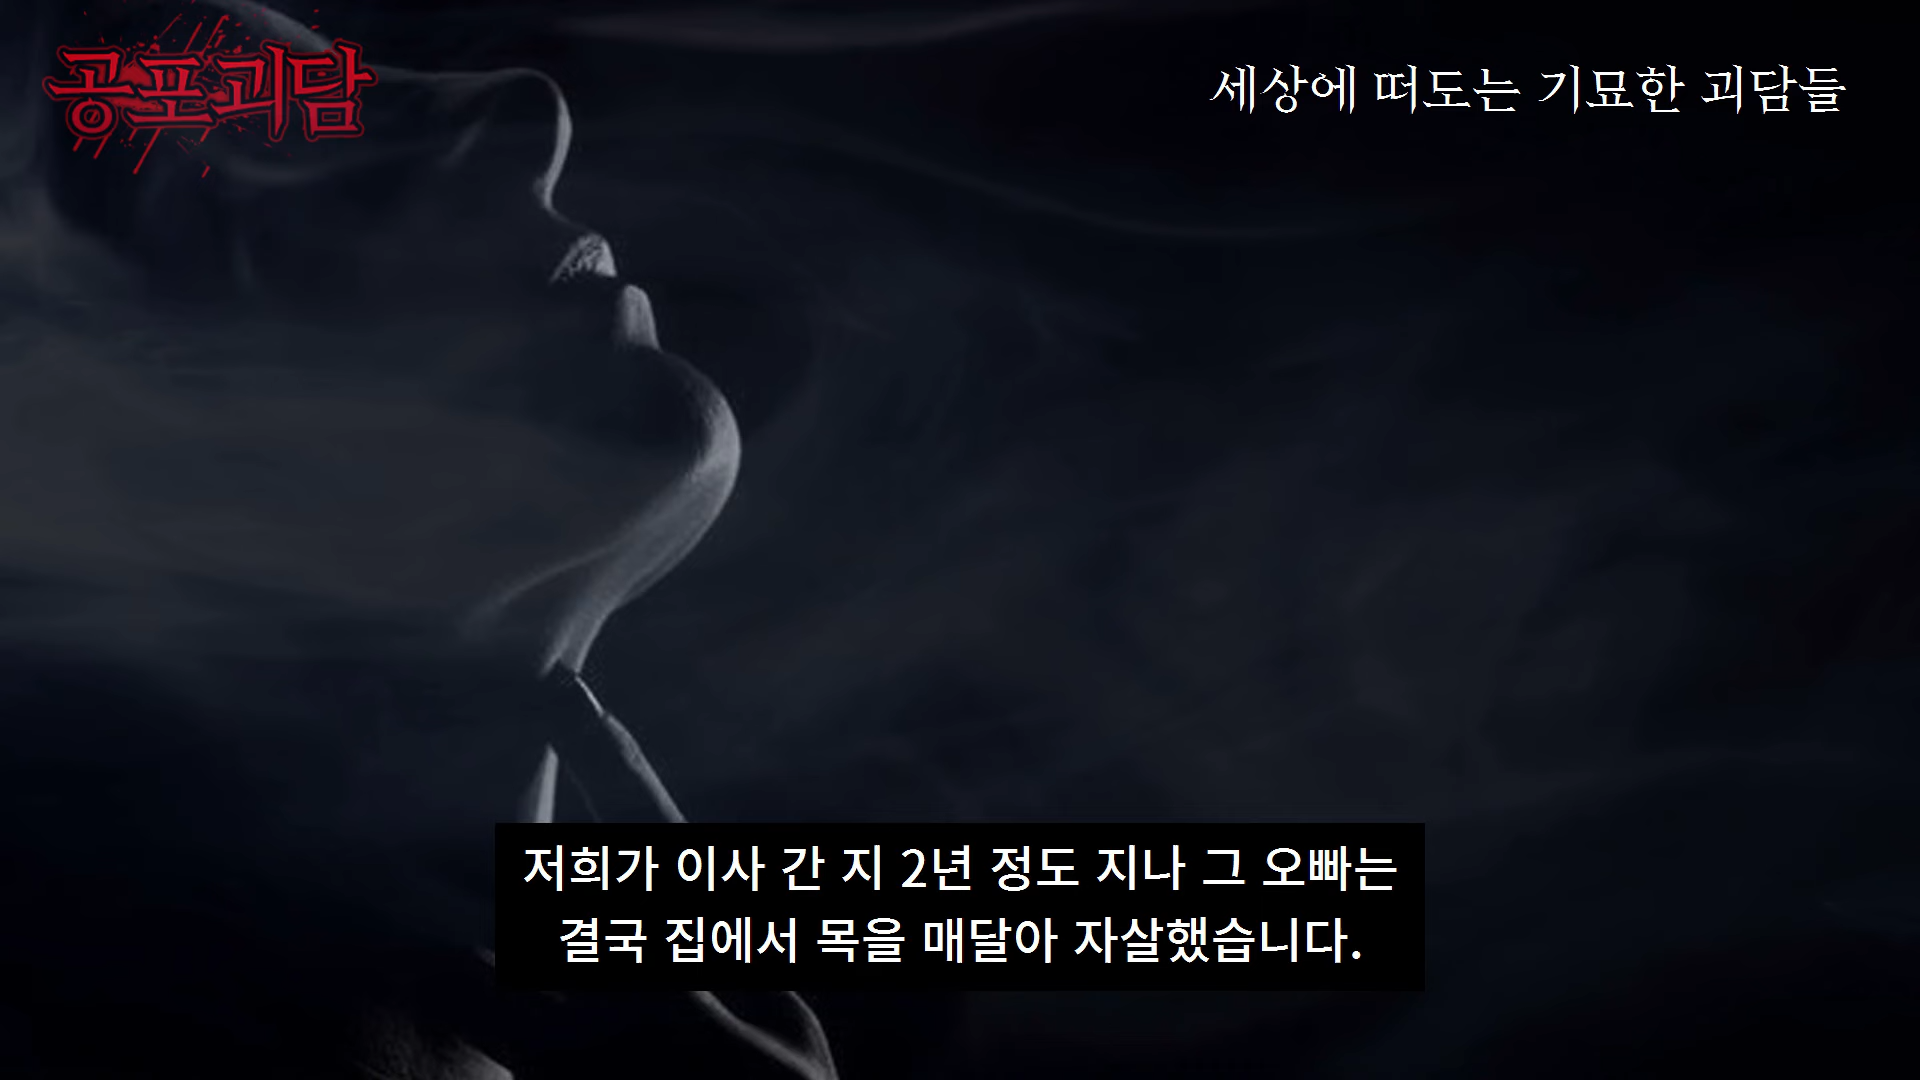 공포괴담
세상에 떠도는 기묘한 괴담들
저희가 이사 간 지 2년 정도 지나 그 오빠는
결국 집에서 목을 매달아 자살했습니다.